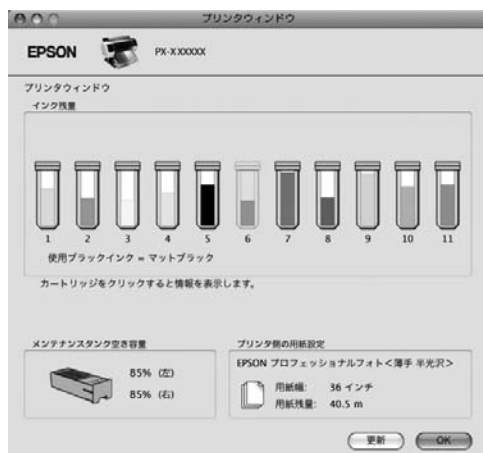 プリンタウィンドウ
EPSON PX-XXXXXX
プリンタウィンドウ
インク残量
1 2 3 4 5 6 7 8 9 10 11
使用ブラックインク = マットブラック
カートリッジをクリックすると情報を表示します。
メンテナンスタンク空き容量
85% (左)
85% (右)
プリンタ側の用紙設定
EPSON プロフェッショナルフォト<薄手 半光沢>
用紙幅: 36 インチ
用紙残量: 40.5 m
更新 OK